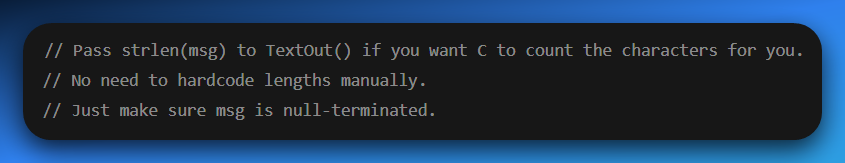 // Pass strlen(msg) to TextOut() if you want C to count the characters for you.
// No need to hardcode lengths manually.
// Just make sure msg is null-terminated.